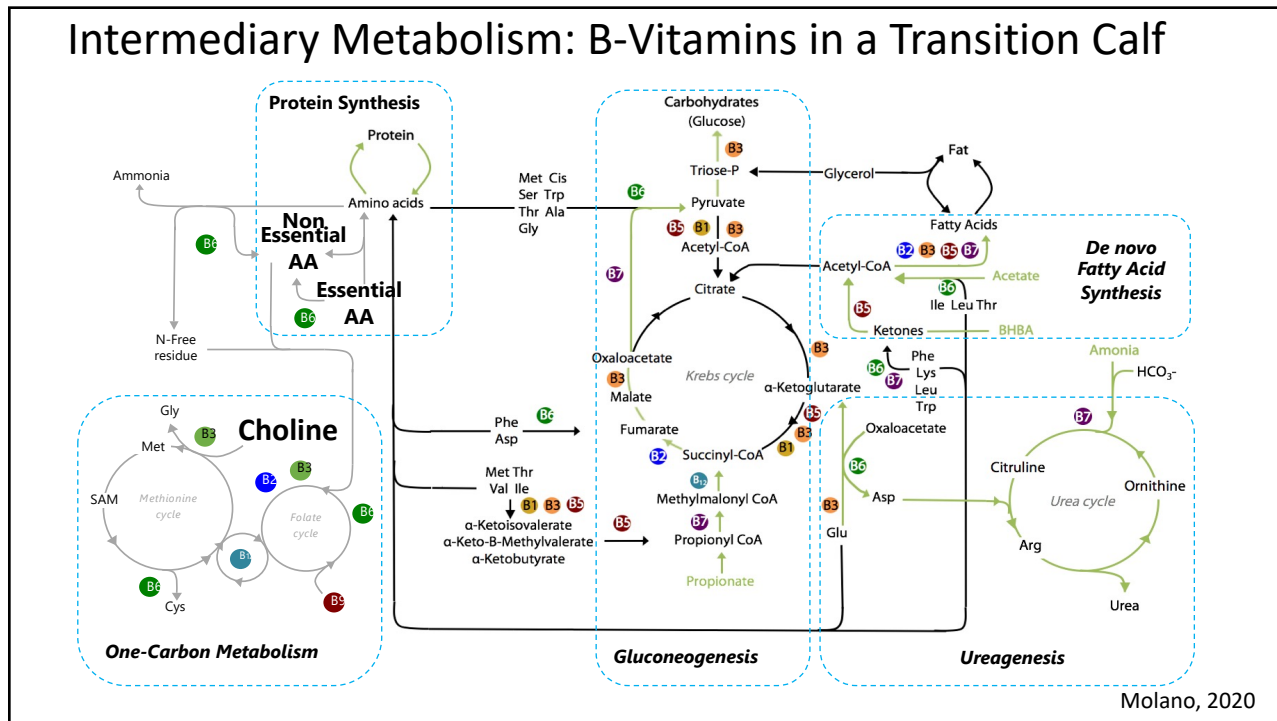 Intermediary Metabolism: B-Vitamins in a Transition Calf
Protein Synthesis
Protein
Ammonia
Amino acids
Non
Essential
AA
B6
Essential
AA
B6
N-Free
residue
Met Cis
Ser Trp
Thr Ala
Gly
B6
Carbohydrates
(Glucose)
B3
Triose-P
Pyruvate
B5 B1 B3
Acetyl-CoA
B7
Citrate
Oxaloacetate
B3
Malate
Fumarate
B2
Krebs cycle
B3
α-Ketoglutarate
B5
B3
B1
Succinyl-CoA
B12
Methylmalonyl CoA
B7
Propionyl CoA
Propionate
Gluconeogenesis
Glycerol
Fat
Fatty Acids
B2 B3 B5 B7
Acetyl-CoA
Acetate
B6
Ile Leu Thr
B5
Ketones
BHBA
De novo
Fatty Acid
Synthesis
B6
B7
Phe
Lys
Leu
Trp
Amonia
HCO₃-
B7
Oxaloacetate
B6
Asp
B3
Glu
Citruline
Ornithine
Urea cycle
Arg
Urea
Ureagenesis
Phe
Asp
B6
Met Thr
Val Ile
B1 B3 B5
α-Ketoisovalerate
α-Keto-B-Methylvalerate
α-Ketobutyrate
B5
Gly
B3
Choline
Met
B2
B3
SAM
Methionine
cycle
Folate
cycle
B6
B1
B6
Cys
B9
One-Carbon Metabolism
Molano, 2020